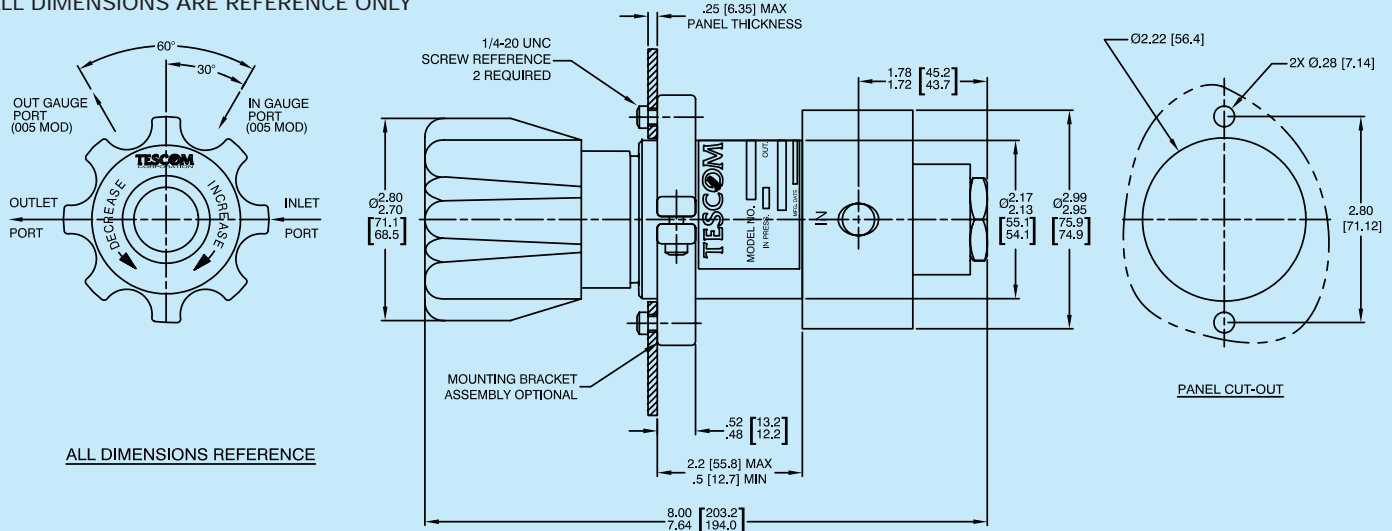 ALL DIMENSIONS ARE REFERENCE ONLY
60°
30°
OUT GAUGE
PORT
(005 MOD)
IN GAUGE
PORT
(005 MOD)
TESCOM
CORPORATION
DECREASE
INCREASE
OUTLET
PORT
INLET
PORT
ALL DIMENSIONS REFERENCE
.25 [6.35] MAX
PANEL THICKNESS
1/4-20 UNC
SCREW REFERENCE
2 REQUIRED
1.78 [45.2]
1.72 [43.7]
Ø2.80
2.70
[71.1]
[68.5]
TESCOM
MODEL NO.
OUT.
IN PRESS.
MFG. DATE
IN
Ø2.17
2.13
[55.1]
[54.1]
Ø2.99
2.95
[75.9]
[74.9]
MOUNTING BRACKET
ASSEMBLY OPTIONAL
.52 [13.2]
.48 [12.2]
2.2 [55.8] MAX
.5 [12.7] MIN
8.00 [203.2]
7.64 [194.0]
Ø2.22 [56.4]
2X Ø.28 [7.14]
2.80
[71.12]
PANEL CUT-OUT